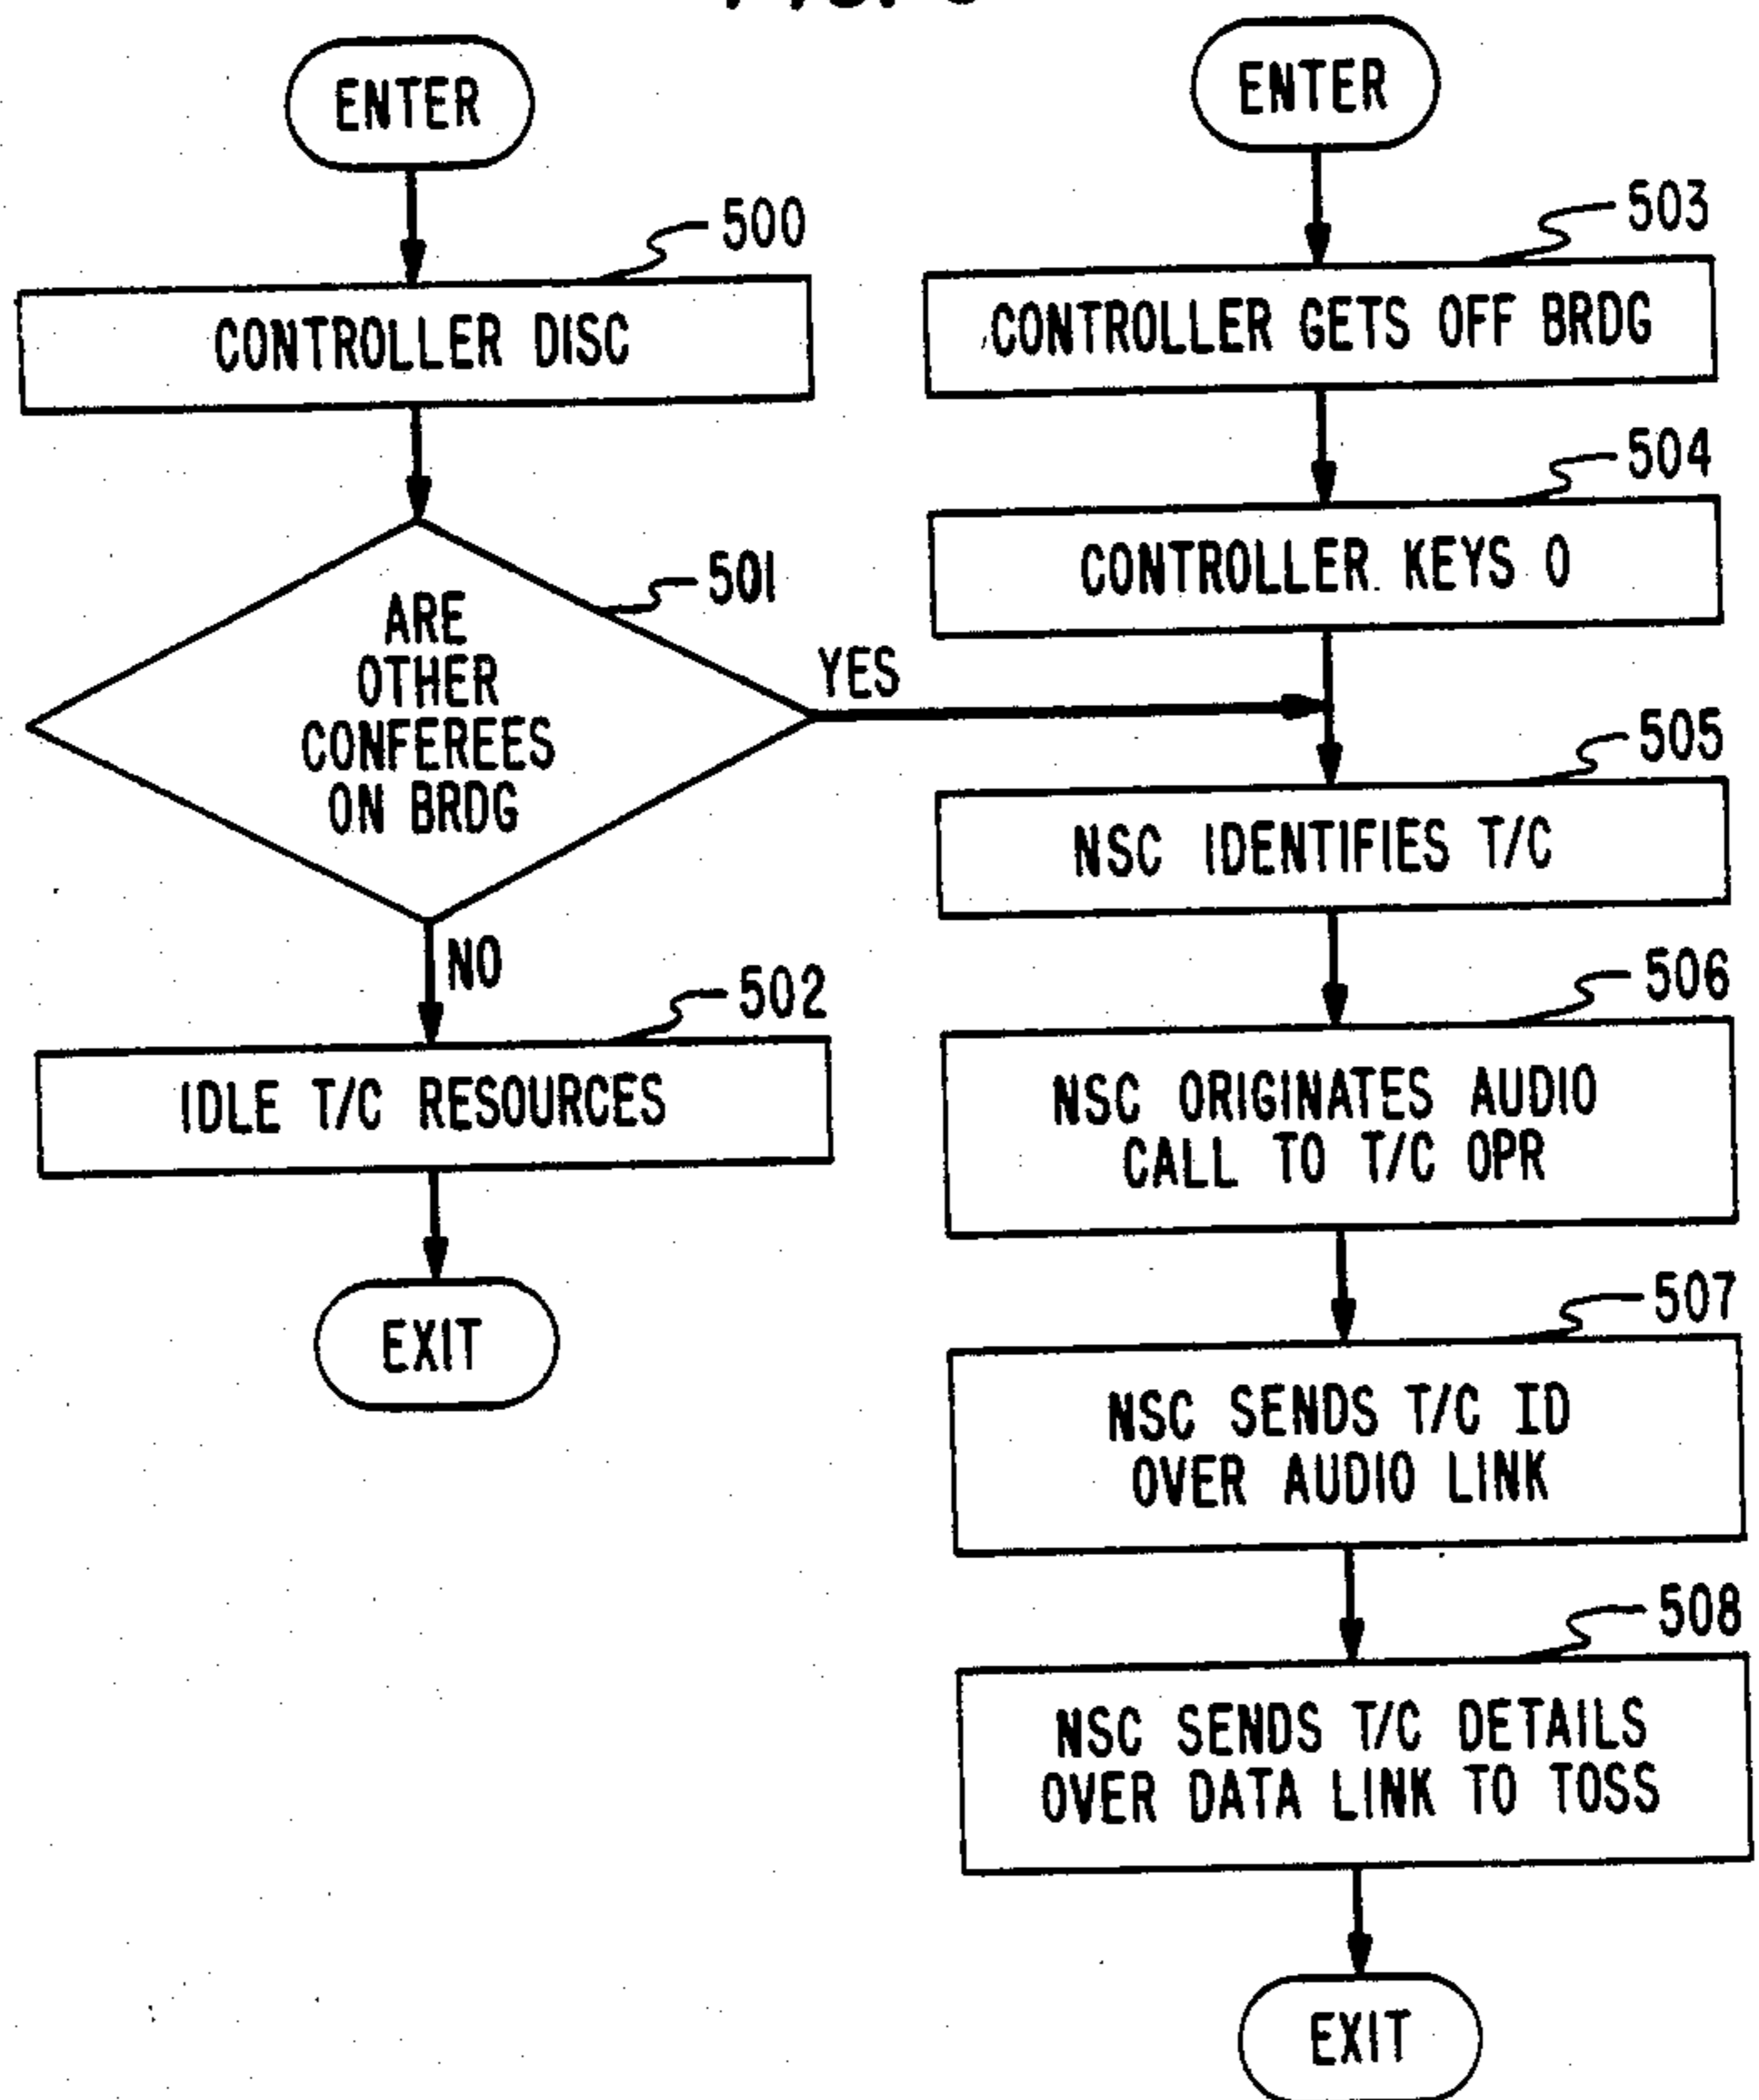 ENTER
500
CONTROLLER DISC
501
ARE
OTHER
CONFEREES
ON BRDG
YES
NO
502
IDLE T/C RESOURCES
EXIT
ENTER
503
CONTROLLER GETS OFF BRDG
504
CONTROLLER KEYS 0
505
NSC IDENTIFIES T/C
506
NSC ORIGINATES AUDIO
CALL TO T/C OPR
507
NSC SENDS T/C ID
OVER AUDIO LINK
508
NSC SENDS T/C DETAILS
OVER DATA LINK TO TOSS
EXIT